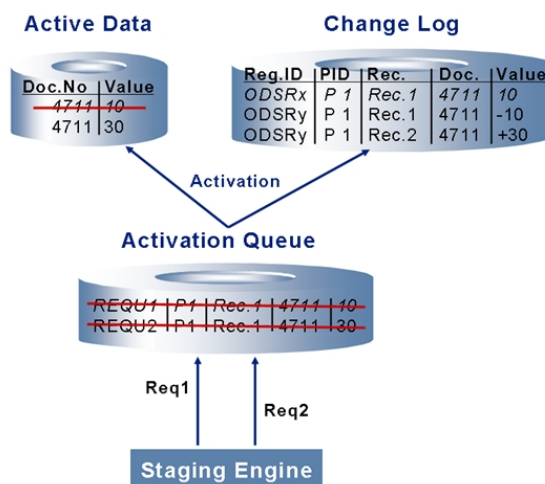 Active Data
Change Log
Doc.No Value
4711 10
4711 30
Reg.ID PID Rec. Doc. Value
ODSRx P 1 Rec.1 4711 10
ODSRy P 1 Rec.1 4711 -10
ODSRy P 1 Rec.2 4711 +30
Activation
Activation Queue
REQU1 P1 Rec.1 4711 10
REQU2 P1 Rec.1 4711 30
Req1
Req2
Staging Engine